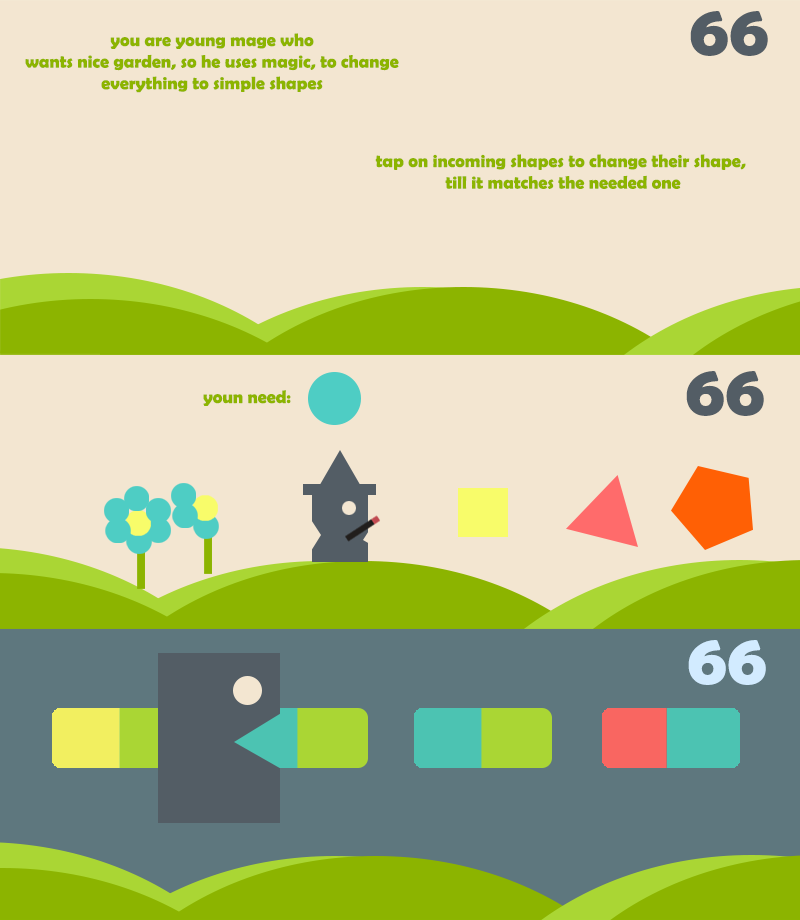 66
you are young mage who
wants nice garden, so he uses magic, to change
everything to simple shapes
tap on incoming shapes to change their shape,
till it matches the needed one
youn need:
66
66